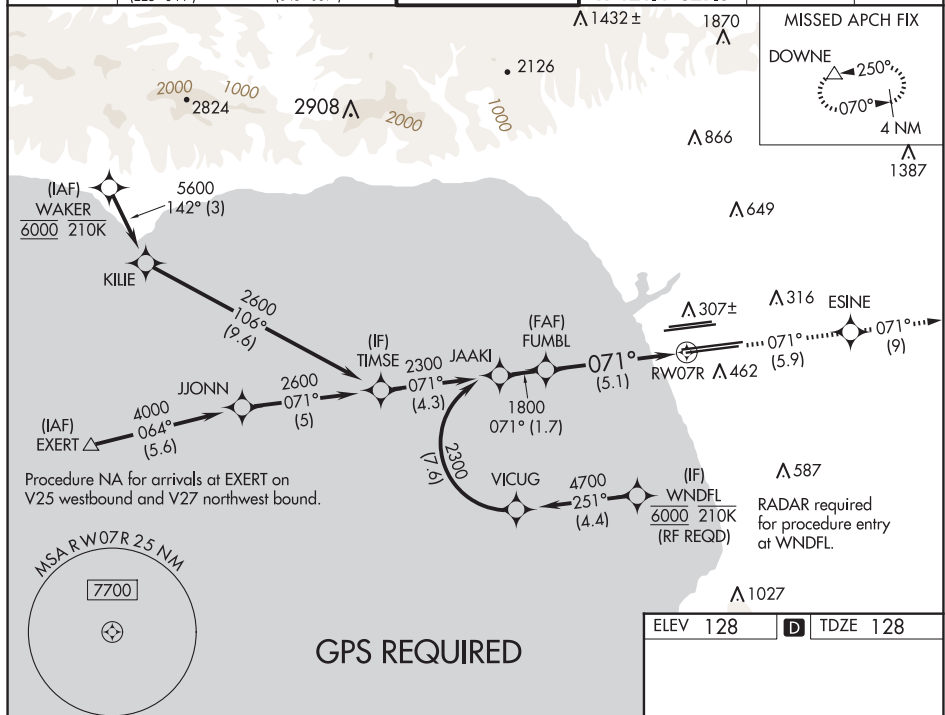 1432 ±
1870
MISSED APCH FIX
DOWNE
250°
070°
4 NM
2126
2000
1000
2824
2908
2000
1000
866
1387
(IAF)
WAKER
6000 210K
5600
142° (3)
649
KILIE
2600
106°
(9.6)
307±
316
ESINE
(FAF)
FUMBL
(IF)
TIMSE
2300
071°
(4.3)
JAAKI
071°
(5.1)
RW07R
462
071°
(5.9)
071°
(9)
JJONN
2600
071°
(5)
1800
071° (1.7)
4000
064°
(5.6)
(IAF)
EXERT
2300
(7.6)
Procedure NA for arrivals at EXERT on
V25 westbound and V27 northwest bound.
VICUG
4700
251°
(4.4)
(IF)
WNDFL
6000 210K
(RF REQD)
587
RADAR required
for procedure entry
at WNDFL.
MSA RW07R 25 NM
7700
1027
GPS REQUIRED
ELEV 128
D
TDZE 128